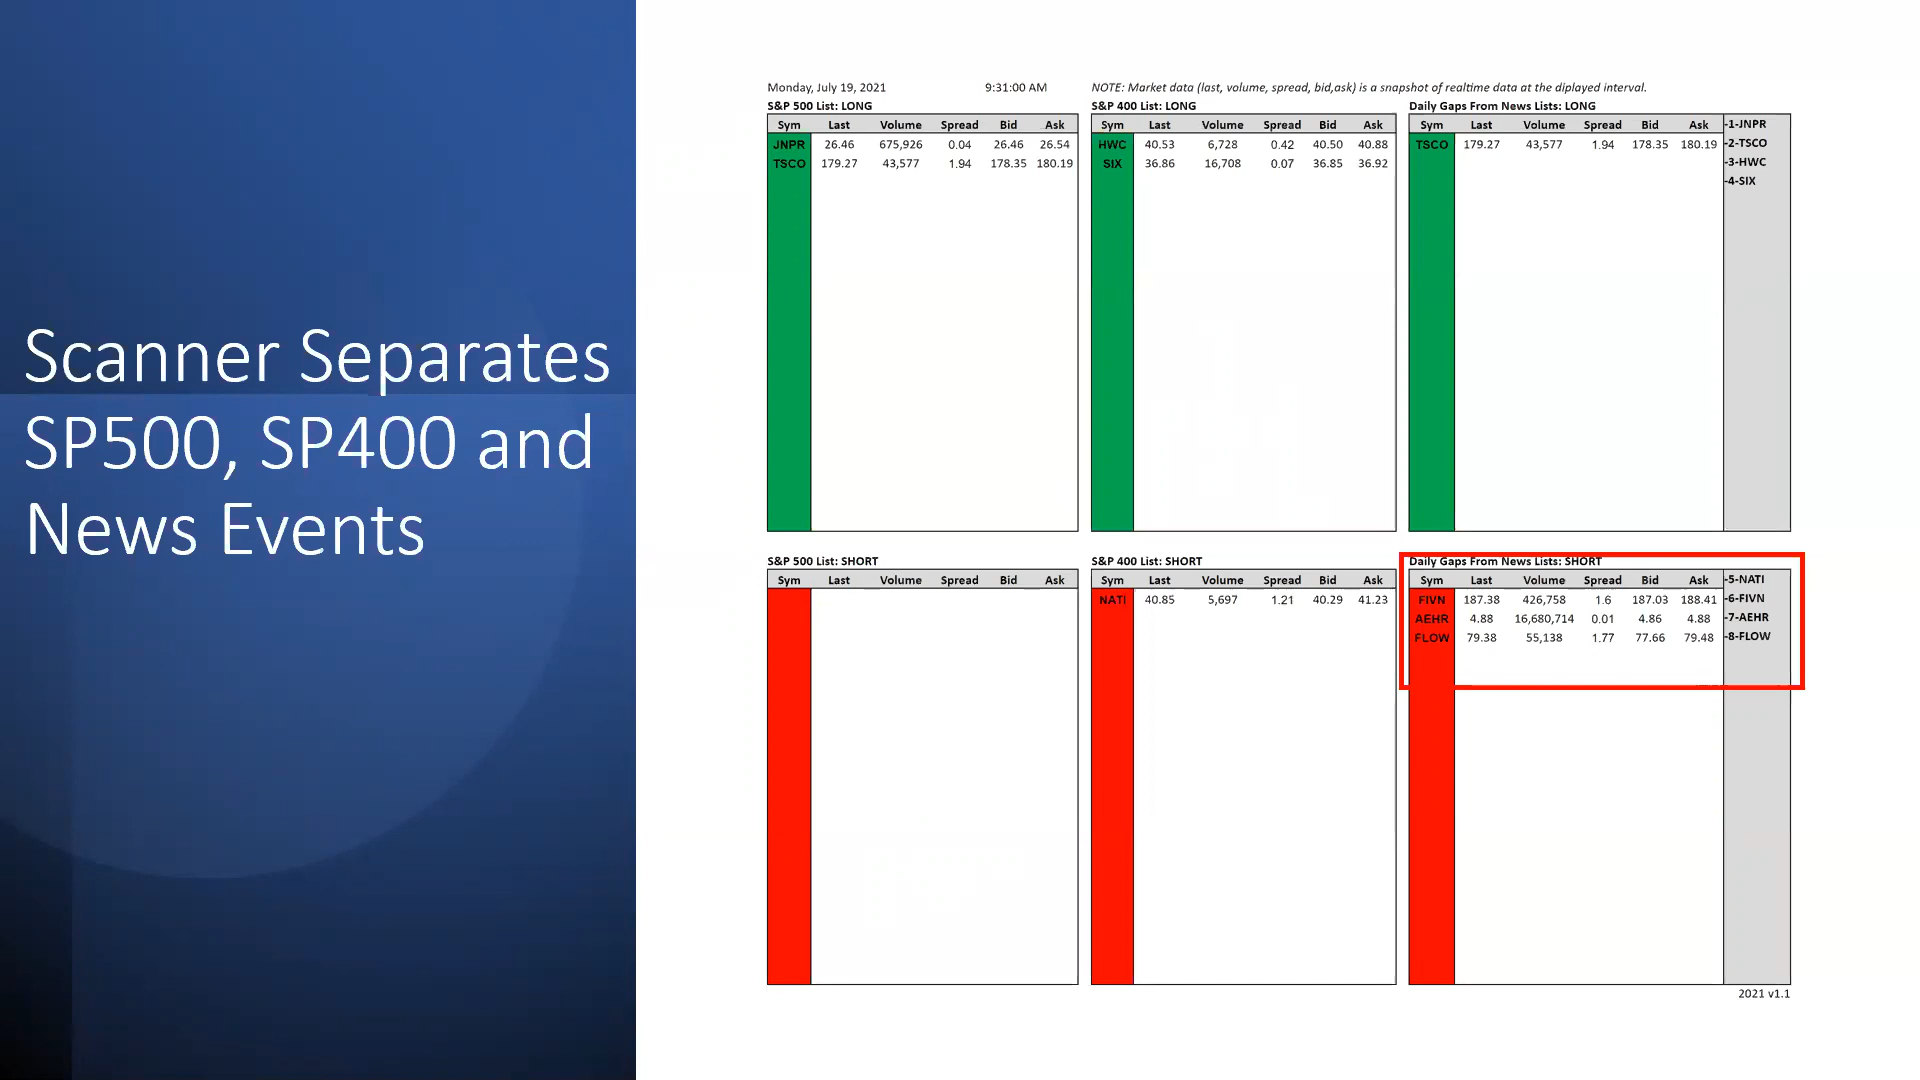 Scanner Separates
SP500, SP400 and
News Events
Monday, July 19, 2021 9:31:00 AM NOTE: Market data (last, volume, spread, bid,ask) is a snapshot of realtime data at the diplayed interval.
S&P 500 List: LONG
Sym Last Volume Spread Bid Ask
JNPR 26.46 675,926 0.04 26.46 26.54
TSCO 179.27 43,577 1.94 178.35 180.19
S&P 400 List: LONG
Sym Last Volume Spread Bid Ask
HWC 40.53 6,728 0.42 40.50 40.88
SIX 36.86 16,708 0.07 36.85 36.92
Daily Gaps From News Lists: LONG
Sym Last Volume Spread Bid Ask
TSCO 179.27 43,577 1.94 178.35 180.19
-1-JNPR
-2-TSCO
-3-HWC
-4-SIX
S&P 500 List: SHORT
Sym Last Volume Spread Bid Ask
S&P 400 List: SHORT
Sym Last Volume Spread Bid Ask
NATI 40.85 5,697 1.21 40.29 41.23
Daily Gaps From News Lists: SHORT
Sym Last Volume Spread Bid Ask
FIVN 187.38 426,758 1.6 187.03 188.41
AEHR 4.88 16,680,714 0.01 4.86 4.88
FLOW 79.38 55,138 1.77 77.66 79.48
-5-NATI
-6-FIVN
-7-AEHR
-8-FLOW
2021 v1.1